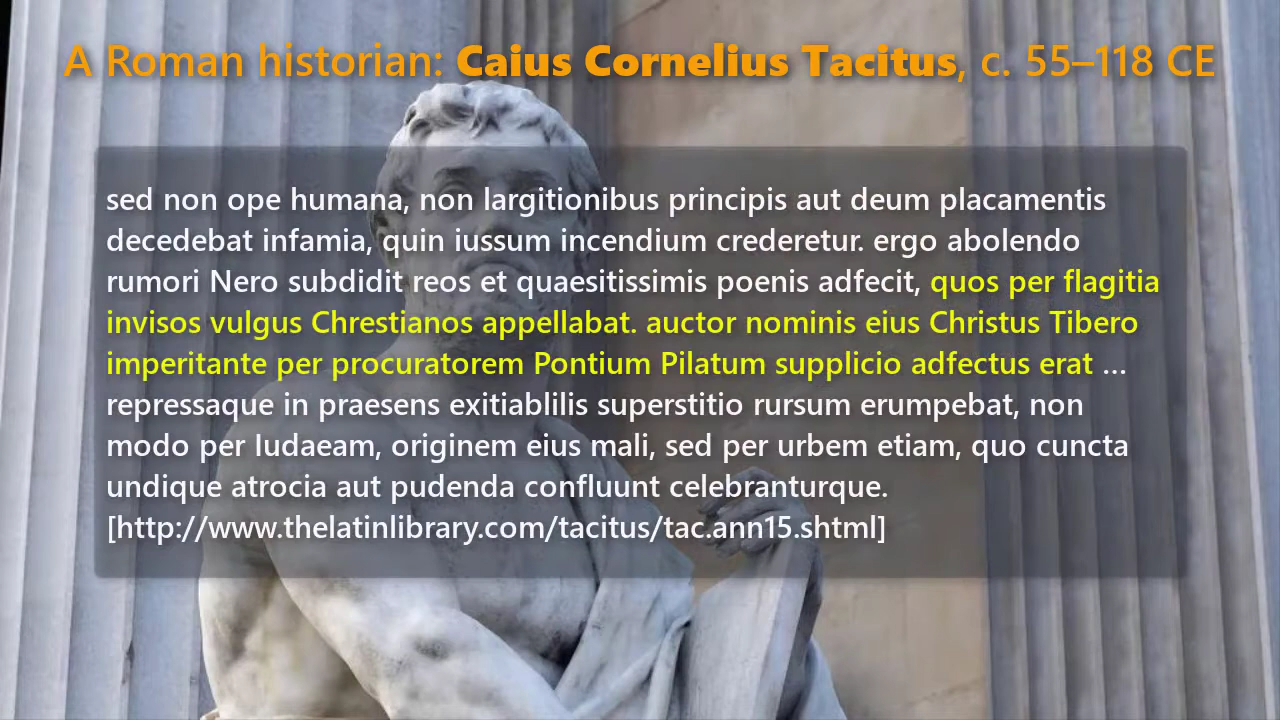 A Roman historian: Caius Cornelius Tacitus, c. 55–118 CE
sed non ope humana, non largitionibus principis aut deum placamentis
decedebat infamia, quin iussum incendium crederetur. ergo abolendo
rumori Nero subdidit reos et quaesitissimis poenis adfecit, quos per flagitia
invisos vulgus Chrestianos appellabat. auctor nominis eius Christus Tibero
imperitante per procuratorem Pontium Pilatum supplicio adfectus erat ...
repressaque in praesens exitiablilis superstitio rursum erumpebat, non
modo per Iudaeam, originem eius mali, sed per urbem etiam, quo cuncta
undique atrocia aut pudenda confluunt celebranturque.
[http://www.thelatinlibrary.com/tacitus/tac.ann15.shtml]